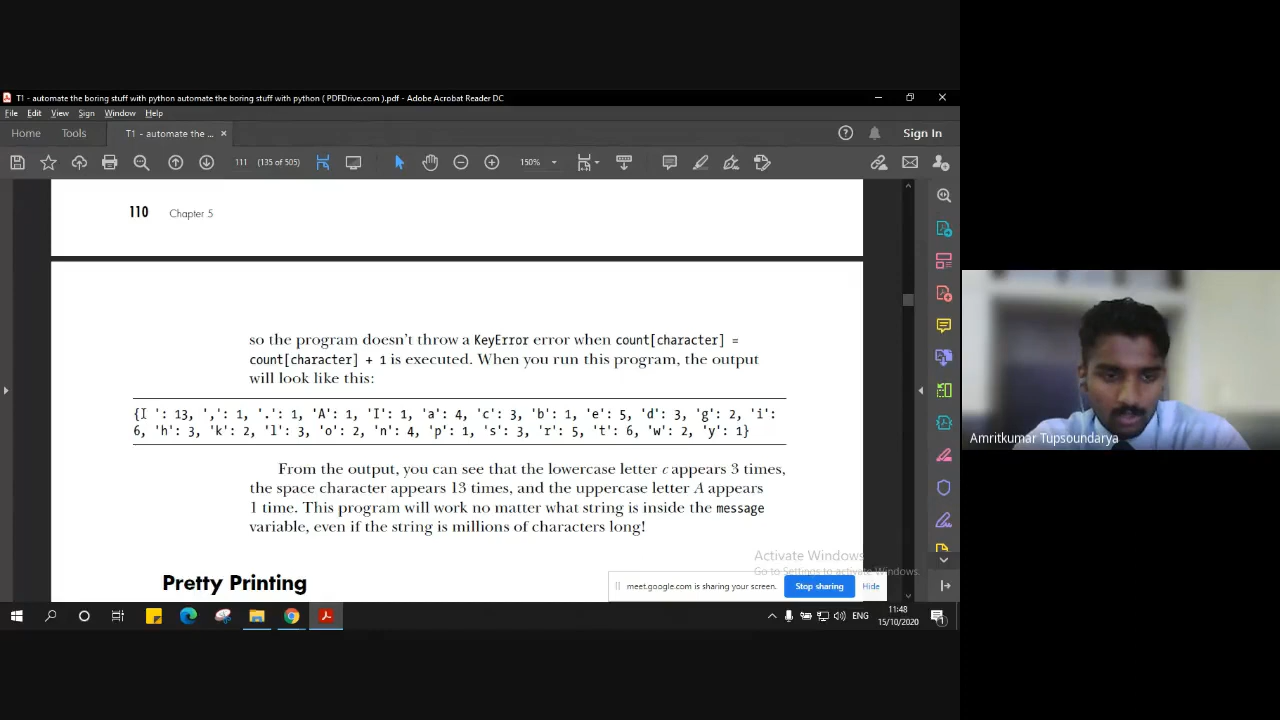 T1 - automate the boring stuff with python automate the boring stuff with python ( PDFDrive.com ).pdf - Adobe Acrobat Reader DC
File Edit View Sign Window Help
Home Tools T1 - automate the ... × Sign In
111 (135 of 505) 150%
110 Chapter 5
so the program doesn't throw a KeyError error when count[character] =
count[character] + 1 is executed. When you run this program, the output
will look like this:
{I ': 13, ',': 1, '.': 1, 'A': 1, 'I': 1, 'a': 4, 'c': 3, 'b': 1, 'e': 5, 'd': 3, 'g': 2, 'i':
6, 'h': 3, 'k': 2, 'l': 3, 'o': 2, 'n': 4, 'p': 1, 's': 3, 'r': 5, 't': 6, 'w': 2, 'y': 1}
From the output, you can see that the lowercase letter c appears 3 times,
the space character appears 13 times, and the uppercase letter A appears
1 time. This program will work no matter what string is inside the message
variable, even if the string is millions of characters long!
Pretty Printing
Activate Windows
Go to Settings to activate Windows.
meet.google.com is sharing your screen. Stop sharing Hide
ENG 11:48
15/10/2020
Amritkumar Tupsoundarya